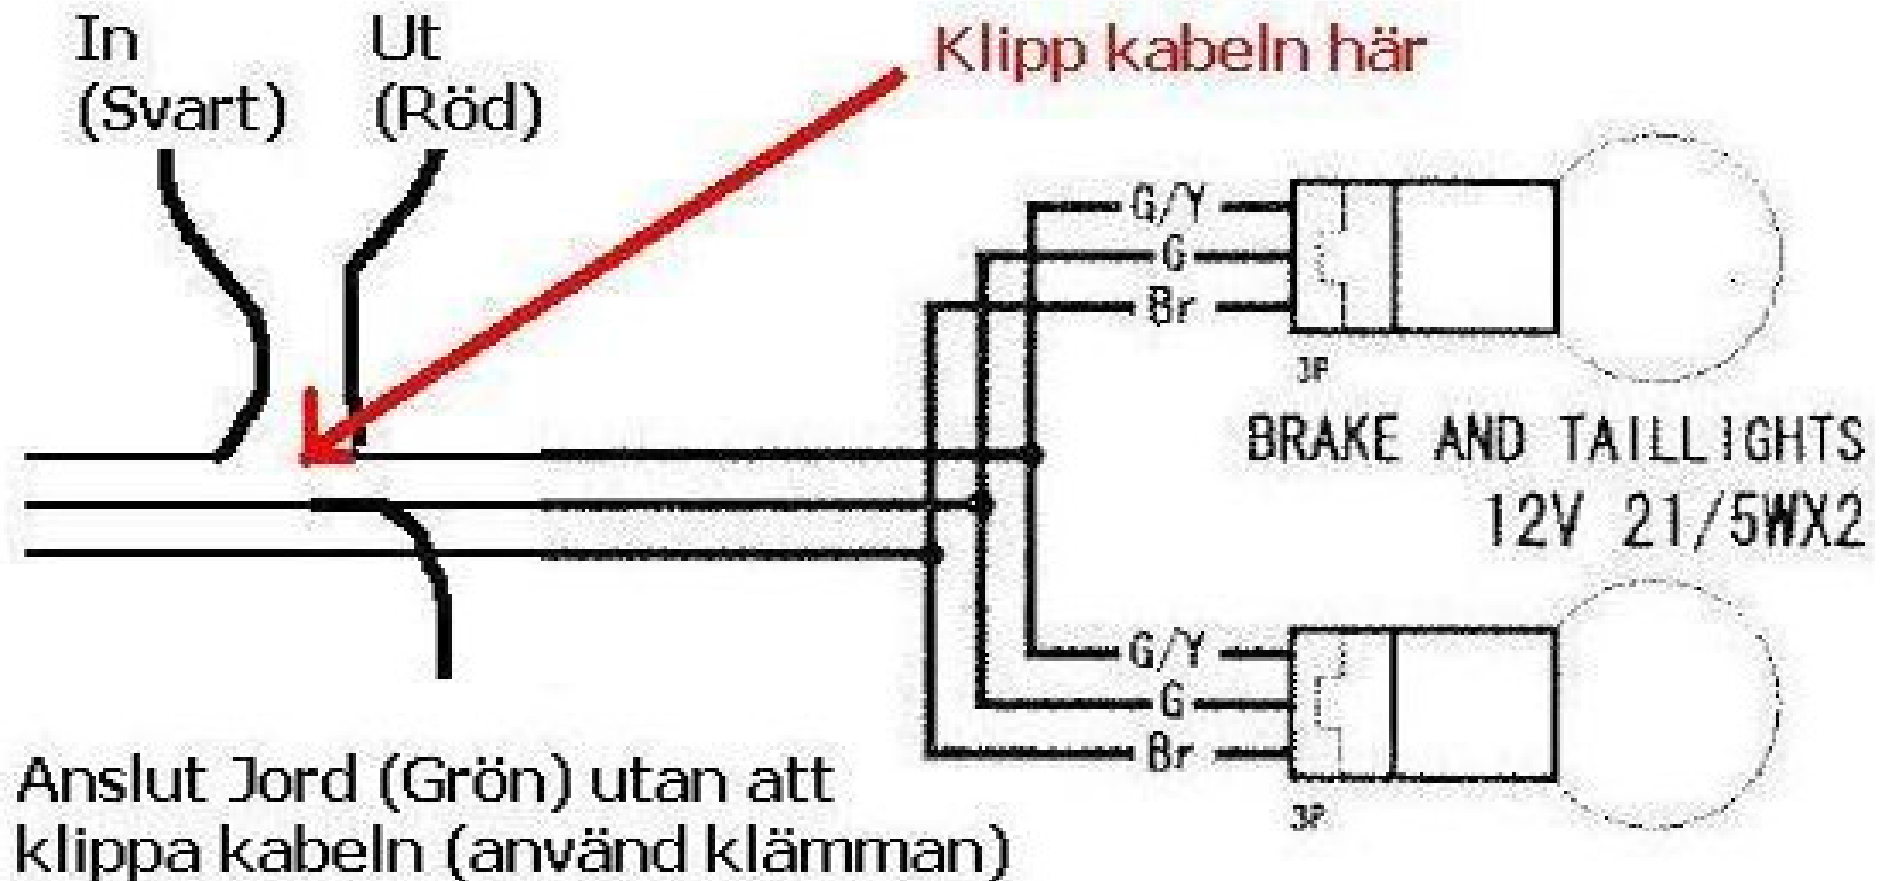 In
(Svart)
Ut
(Röd)
Klipp kabeln här
G/Y
G
Br
3P
BRAKE AND TAILLIGHTS
12V 21/5WX2
G/Y
G
Br
3P
Anslut Jord (Grön) utan att
klippa kabeln (använd klämman)